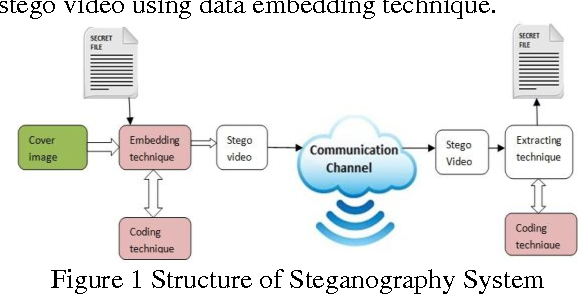 stego video using data embedding technique.
SECRET
FILE
SECRET
FILE
Cover
image
Embedding
technique
Stego
video
Communication
Channel
Stego
Video
Extracting
technique
Coding
technique
Coding
technique
Figure 1 Structure of Steganography System